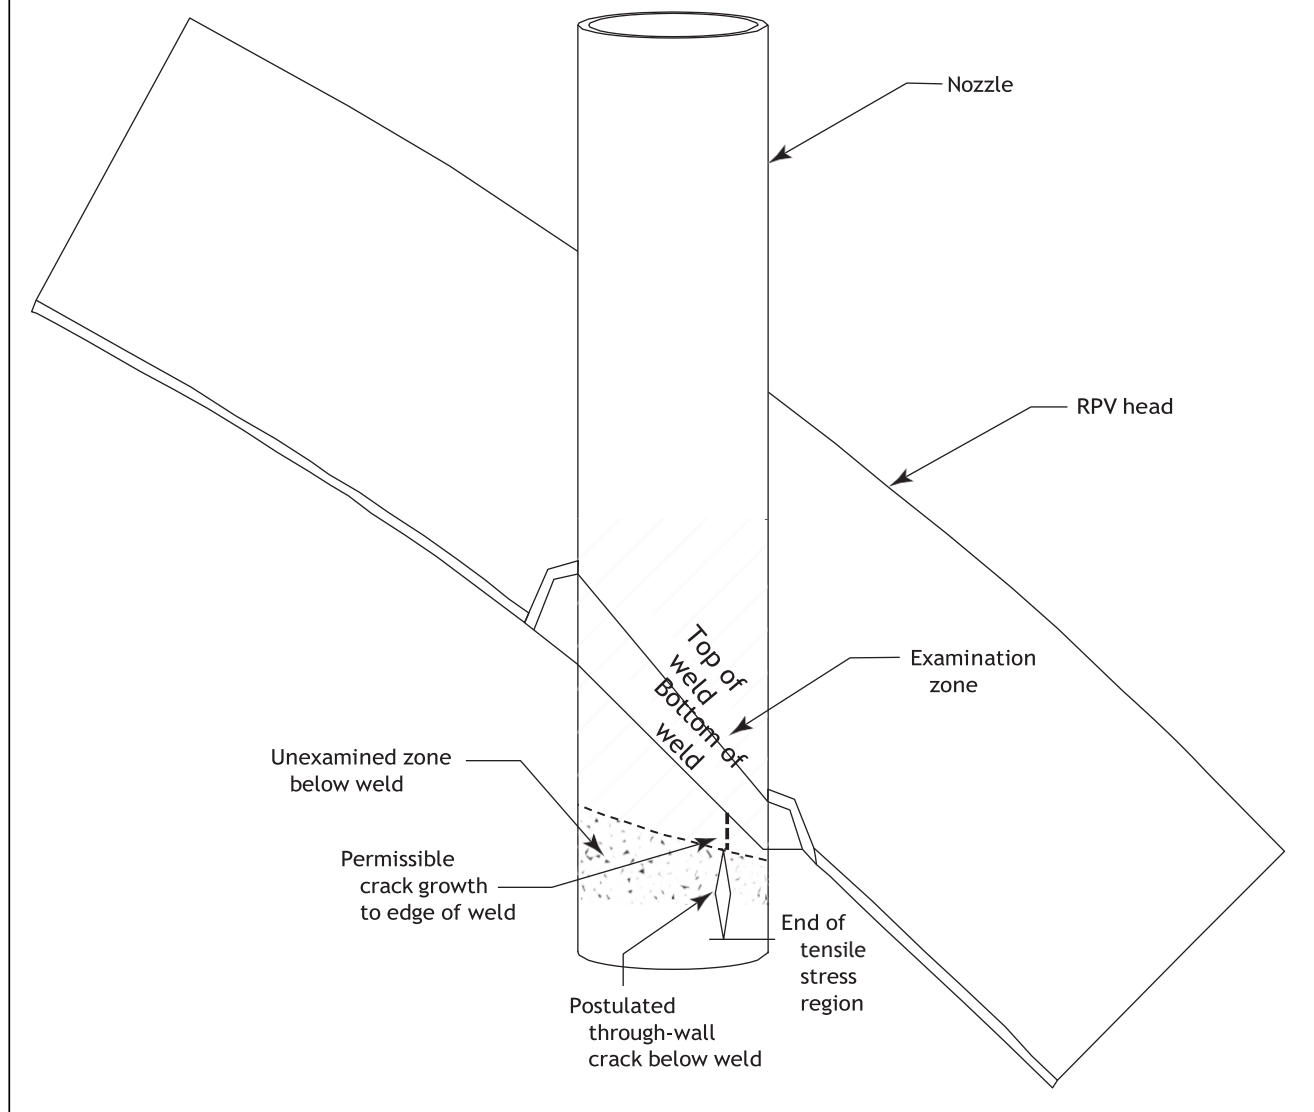 Nozzle
RPV head
Top of
weld
Bottom of
weld
Examination
zone
Unexamined zone
below weld
Permissible
crack growth
to edge of weld
End of
tensile
stress
region
Postulated
through-wall
crack below weld